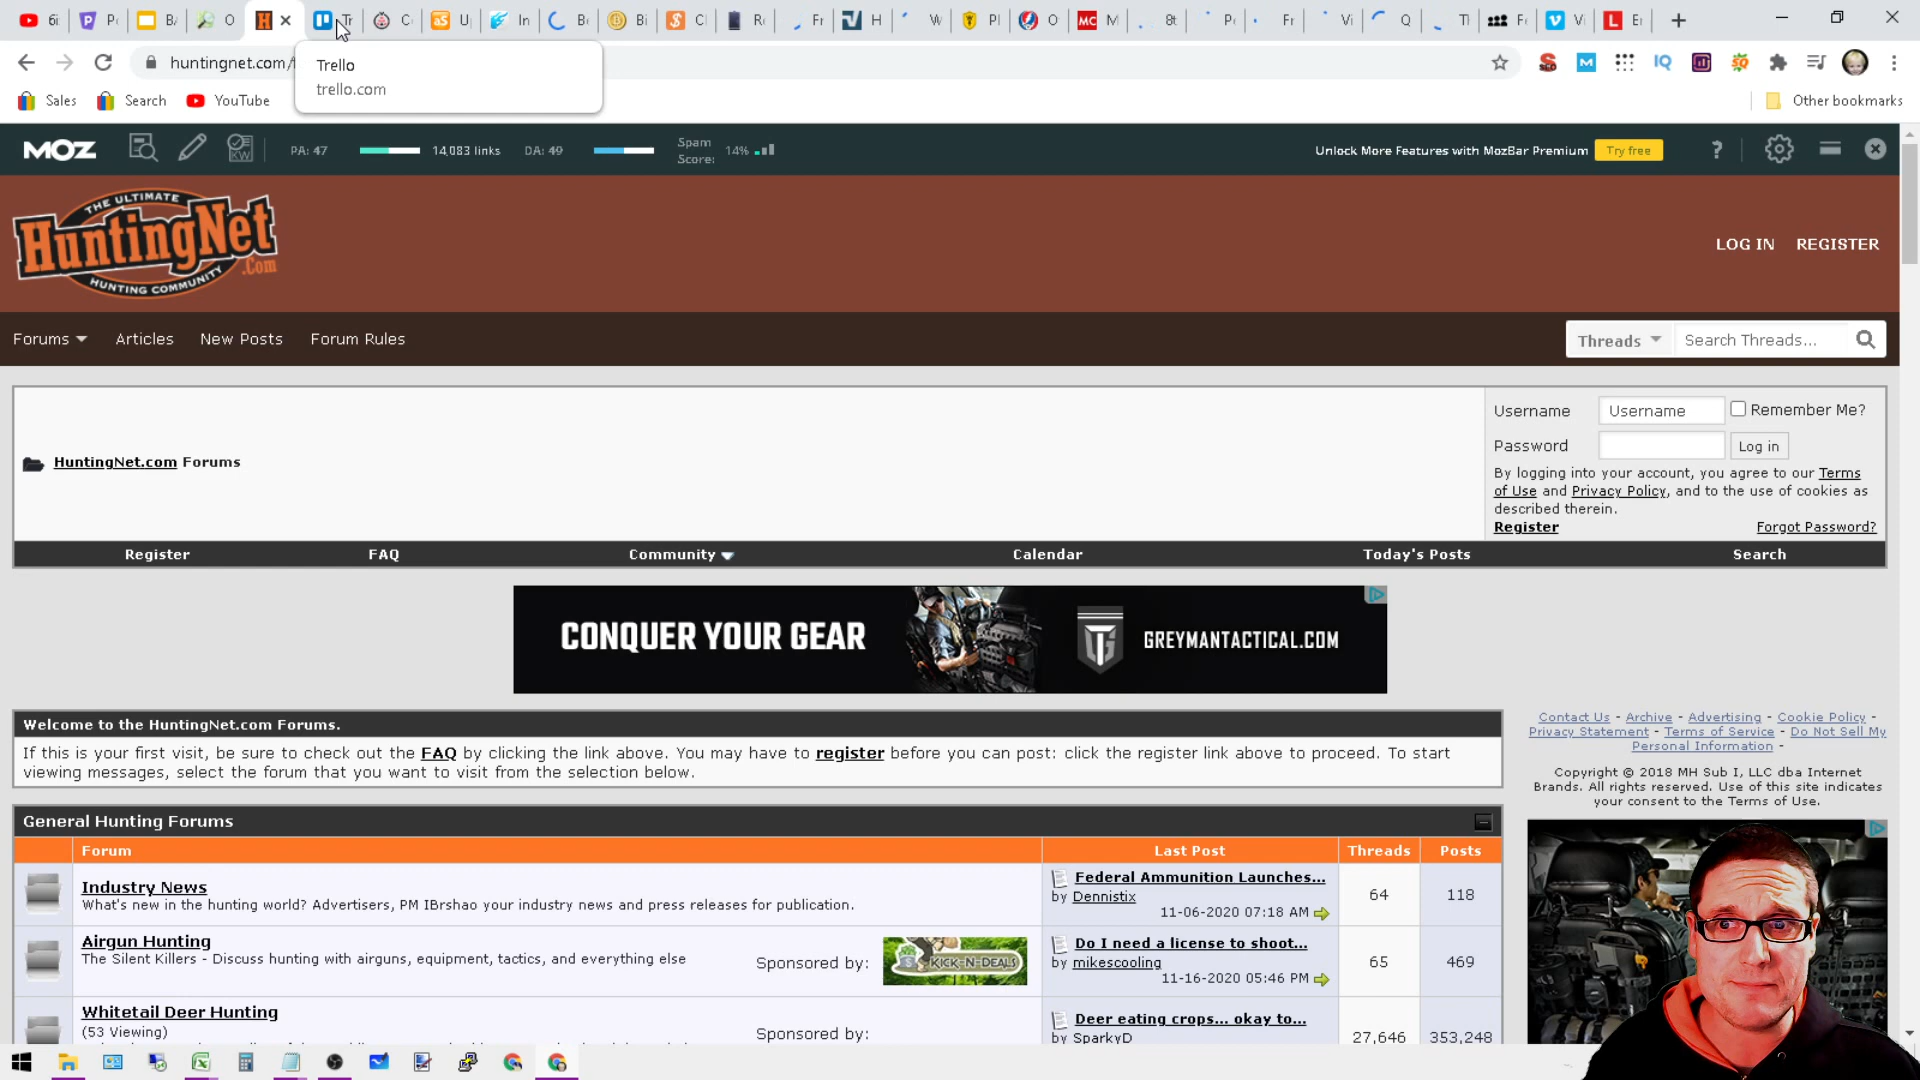 6i
P
B
O
Tr
C
U
In
B
Bi
Cl
R
Fr
H
W
Pl
O
M
8t
P
Fr
Vi
Q
Tl
F
Vi
E
huntingnet.com/
Trello
trello.com
Sales
Search
YouTube
Other bookmarks
MOZ
PA: 47
14,083 links
DA: 49
Spam
Score:
14%
Unlock More Features with MozBar Premium
Try free
THE ULTIMATE
HuntingNet
.Com
HUNTING COMMUNITY
LOG IN
REGISTER
Forums
Articles
New Posts
Forum Rules
Threads
Search Threads...
HuntingNet.com Forums
Username
Username
Remember Me?
Password
Log in
By logging into your account, you agree to our Terms
of Use and Privacy Policy, and to the use of cookies as
described therein.
Register
Forgot Password?
Register
FAQ
Community
Calendar
Today's Posts
Search
CONQUER YOUR GEAR
GREYMANTACTICAL.COM
Welcome to the HuntingNet.com Forums.
If this is your first visit, be sure to check out the FAQ by clicking the link above. You may have to register before you can post: click the register link above to proceed. To start
viewing messages, select the forum that you want to visit from the selection below.
Contact Us - Archive - Advertising - Cookie Policy -
Privacy Statement - Terms of Service - Do Not Sell My
Personal Information -
Copyright © 2018 MH Sub I, LLC dba Internet
Brands. All rights reserved. Use of this site indicates
your consent to the Terms of Use.
General Hunting Forums
Forum
Last Post
Threads
Posts
Industry News
What's new in the hunting world? Advertisers, PM IBrshao your industry news and press releases for publication.
Federal Ammunition Launches...
by Dennistix
11-06-2020 07:18 AM
64
118
Airgun Hunting
The Silent Killers - Discuss hunting with airguns, equipment, tactics, and everything else
Sponsored by:
KICK-N-DEALS
Do I need a license to shoot...
by mikescooling
11-16-2020 05:46 PM
65
469
Whitetail Deer Hunting
(53 Viewing)
Sponsored by:
Deer eating crops... okay to...
by SparkyD
27,646
353,248